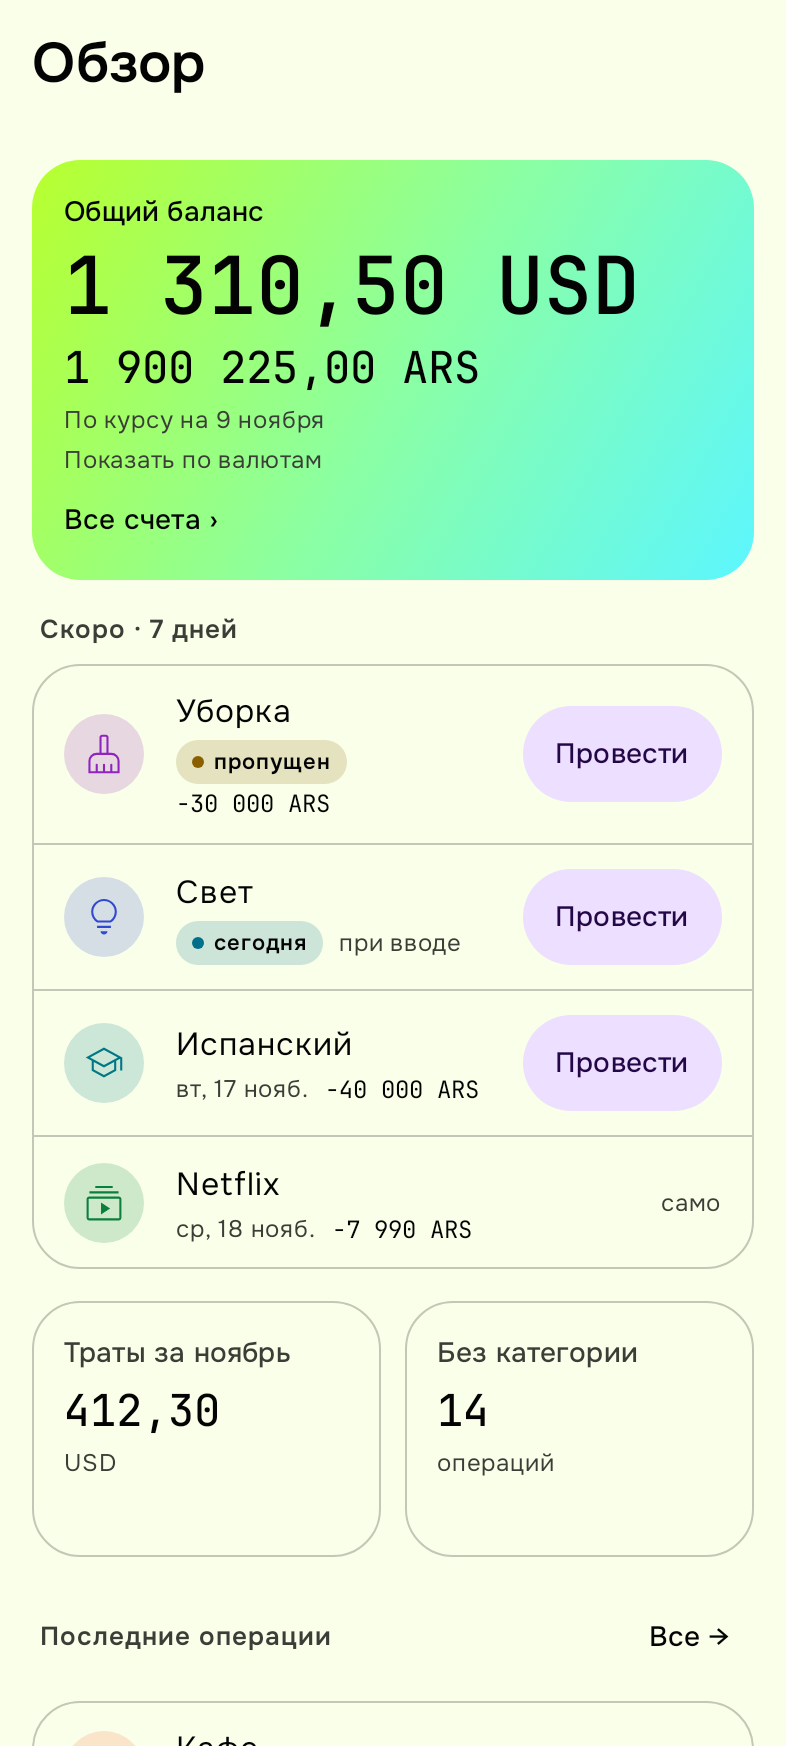 Обзор
Общий баланс
1 310,50 USD
1 900 225,00 ARS
По курсу на 9 ноября
Показать по валютам
Все счета ›
Скоро · 7 дней
Уборка
пропущен
-30 000 ARS
Провести
Свет
сегодня при вводе
Провести
Испанский
вт, 17 нояб. -40 000 ARS
Провести
Netflix
ср, 18 нояб. -7 990 ARS
само
Траты за ноябрь
412,30
USD
Без категории
14
операций
Последние операции
Все →